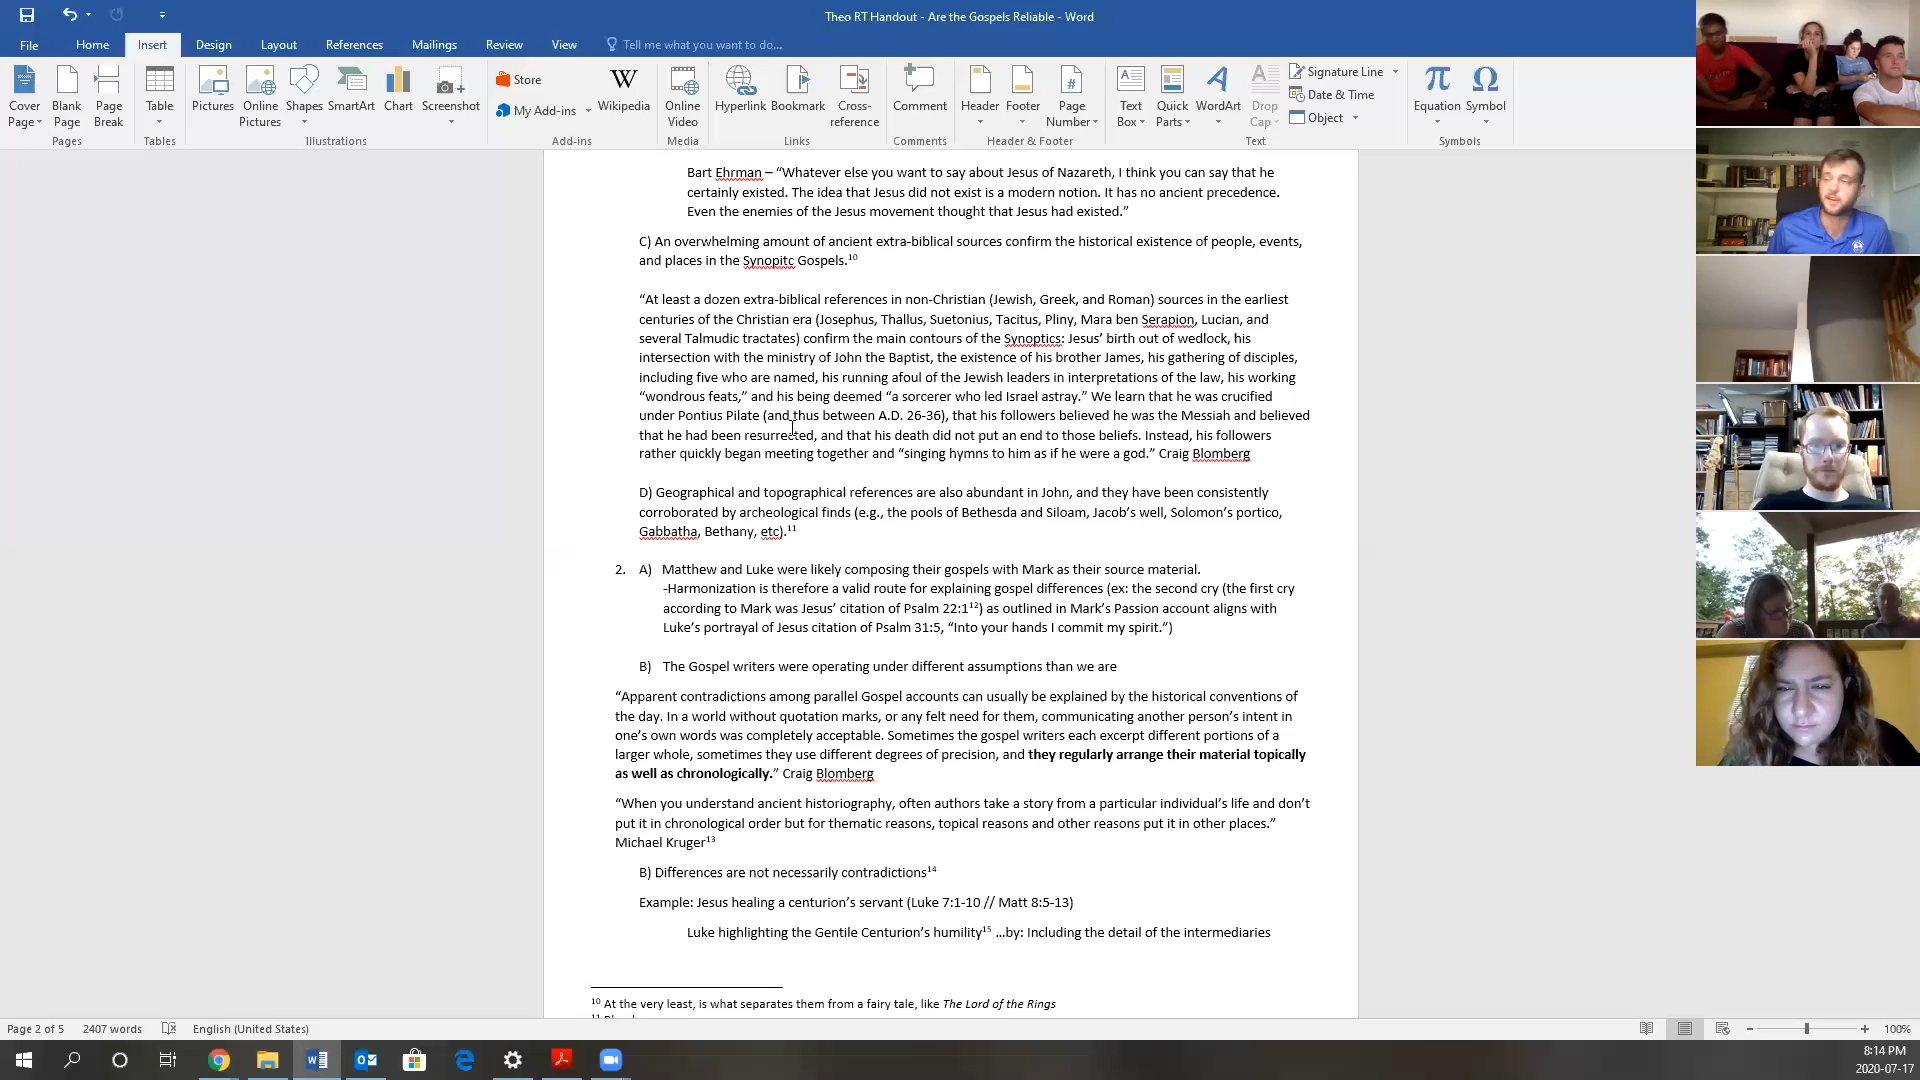 Theo RT Handout - Are the Gospels Reliable - Word
File Home Insert Design Layout References Mailings Review View Tell me what you want to do...
Cover Page Blank Page Page Break Table Pictures Online Pictures Shapes SmartArt Chart Screenshot Store My Add-ins Wikipedia Online Video Hyperlink Bookmark Cross-reference Comment Header Footer Page Number Text Box Quick Parts WordArt Drop Cap Signature Line Date & Time Object Equation Symbol
Pages Tables Illustrations Add-ins Media Links Comments Header & Footer Text Symbols
Bart Ehrman – “Whatever else you want to say about Jesus of Nazareth, I think you can say that he
certainly existed. The idea that Jesus did not exist is a modern notion. It has no ancient precedence.
Even the enemies of the Jesus movement thought that Jesus had existed.”
C) An overwhelming amount of ancient extra-biblical sources confirm the historical existence of people, events,
and places in the Synopitc Gospels.10
“At least a dozen extra-biblical references in non-Christian (Jewish, Greek, and Roman) sources in the earliest
centuries of the Christian era (Josephus, Thallus, Suetonius, Tacitus, Pliny, Mara ben Serapion, Lucian, and
several Talmudic tractates) confirm the main contours of the Synoptics: Jesus’ birth out of wedlock, his
intersection with the ministry of John the Baptist, the existence of his brother James, his gathering of disciples,
including five who are named, his running afoul of the Jewish leaders in interpretations of the law, his working
“wondrous feats,” and his being deemed “a sorcerer who led Israel astray.” We learn that he was crucified
under Pontius Pilate (and thus between A.D. 26-36), that his followers believed he was the Messiah and believed
that he had been resurrected, and that his death did not put an end to those beliefs. Instead, his followers
rather quickly began meeting together and “singing hymns to him as if he were a god.” Craig Blomberg
D) Geographical and topographical references are also abundant in John, and they have been consistently
corroborated by archeological finds (e.g., the pools of Bethesda and Siloam, Jacob’s well, Solomon’s portico,
Gabbatha, Bethany, etc).11
2. A) Matthew and Luke were likely composing their gospels with Mark as their source material.
-Harmonization is therefore a valid route for explaining gospel differences (ex: the second cry (the first cry
according to Mark was Jesus’ citation of Psalm 22:112) as outlined in Mark’s Passion account aligns with
Luke’s portrayal of Jesus citation of Psalm 31:5, “Into your hands I commit my spirit.”)
B) The Gospel writers were operating under different assumptions than we are
“Apparent contradictions among parallel Gospel accounts can usually be explained by the historical conventions of
the day. In a world without quotation marks, or any felt need for them, communicating another person’s intent in
one’s own words was completely acceptable. Sometimes the gospel writers each excerpt different portions of a
larger whole, sometimes they use different degrees of precision, and they regularly arrange their material topically
as well as chronologically.” Craig Blomberg
“When you understand ancient historiography, often authors take a story from a particular individual’s life and don’t
put it in chronological order but for thematic reasons, topical reasons and other reasons put it in other places.”
Michael Kruger13
B) Differences are not necessarily contradictions14
Example: Jesus healing a centurion’s servant (Luke 7:1-10 // Matt 8:5-13)
Luke highlighting the Gentile Centurion’s humility15 …by: Including the detail of the intermediaries
10 At the very least, is what separates them from a fairy tale, like The Lord of the Rings
Page 2 of 5 2407 words English (United States) 100%
8:14 PM
2020-07-17